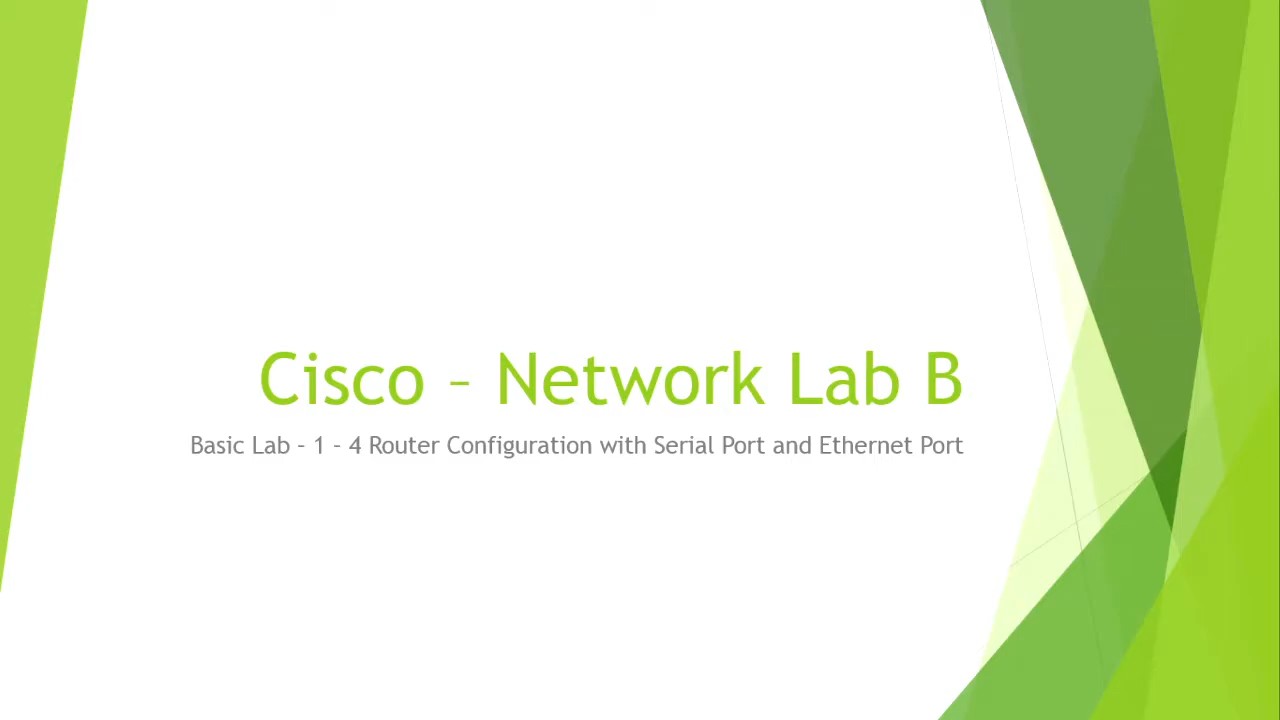 Cisco – Network Lab B
Basic Lab – 1 – 4 Router Configuration with Serial Port and Ethernet Port